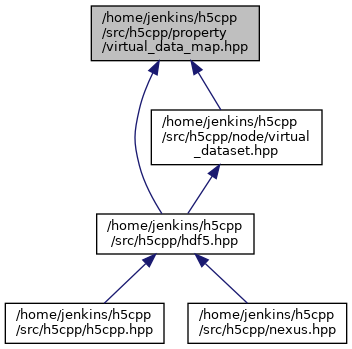 /home/jenkins/h5cpp
/src/h5cpp/property
/virtual_data_map.hpp
/home/jenkins/h5cpp
/src/h5cpp/node/virtual
_dataset.hpp
/home/jenkins/h5cpp
/src/h5cpp/hdf5.hpp
/home/jenkins/h5cpp
/src/h5cpp/h5cpp.hpp
/home/jenkins/h5cpp
/src/h5cpp/nexus.hpp